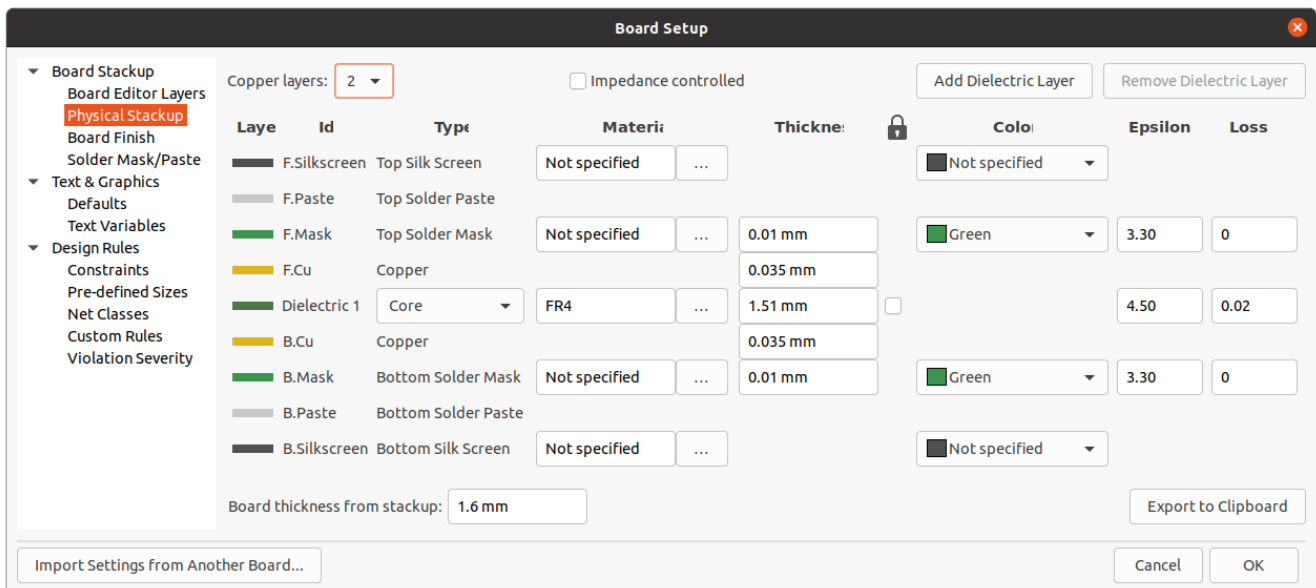 Board Setup
Board Stackup
Board Editor Layers
Physical Stackup
Board Finish
Solder Mask/Paste
Text & Graphics
Defaults
Text Variables
Design Rules
Constraints
Pre-defined Sizes
Net Classes
Custom Rules
Violation Severity
Copper layers: 2 Impedance controlled Add Dielectric Layer Remove Dielectric Layer
Laye Id Type Materia Thickne: Color Epsilon Loss
F.Silkscreen Top Silk Screen Not specified ... Not specified
F.Paste Top Solder Paste
F.Mask Top Solder Mask Not specified ... 0.01 mm Green 3.30 0
F.Cu Copper 0.035 mm
Dielectric 1 Core FR4 ... 1.51 mm 4.50 0.02
B.Cu Copper 0.035 mm
B.Mask Bottom Solder Mask Not specified ... 0.01 mm Green 3.30 0
B.Paste Bottom Solder Paste
B.Silkscreen Bottom Silk Screen Not specified ... Not specified
Board thickness from stackup: 1.6 mm Export to Clipboard
Import Settings from Another Board... Cancel OK